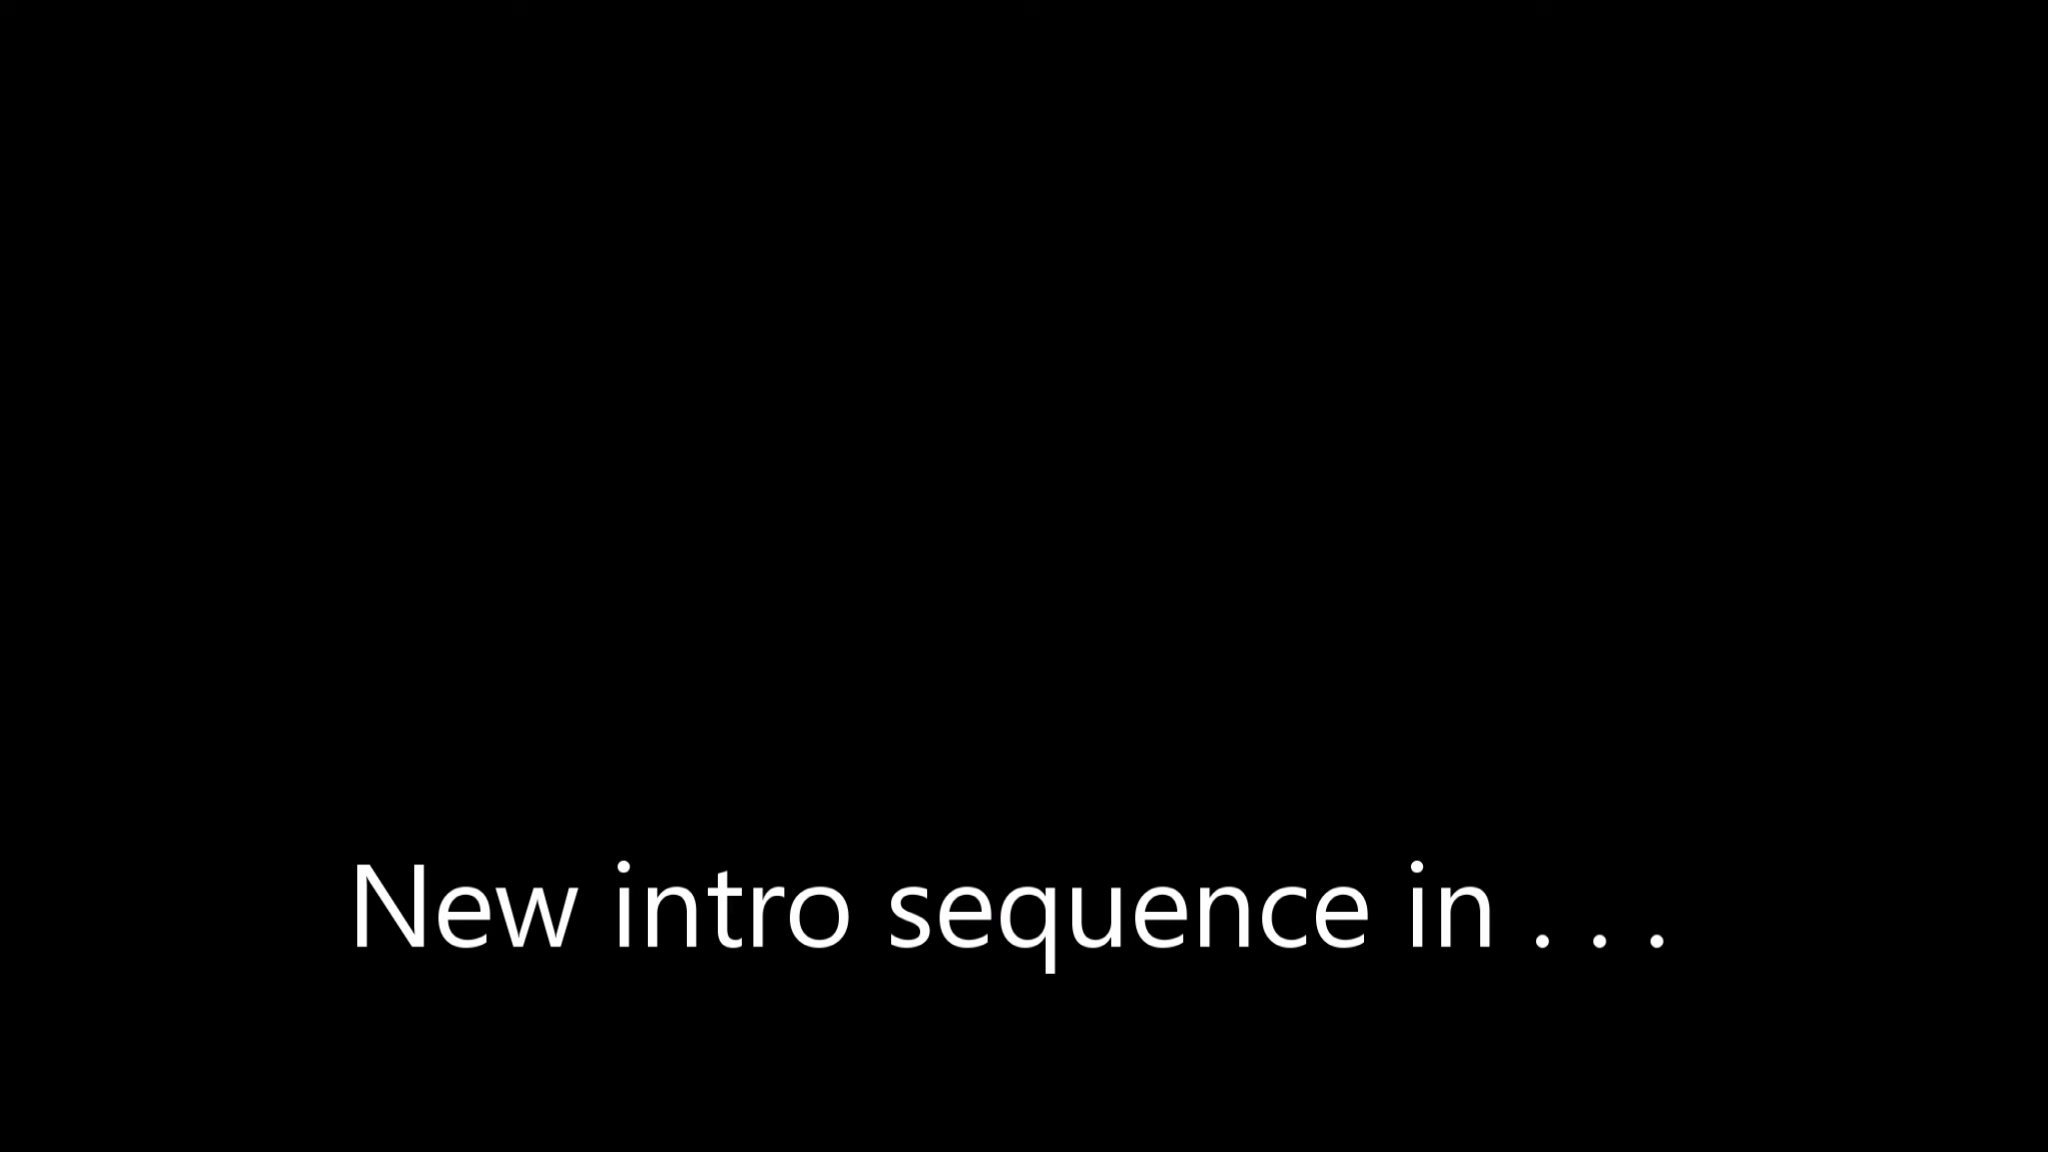 New intro sequence in . . .